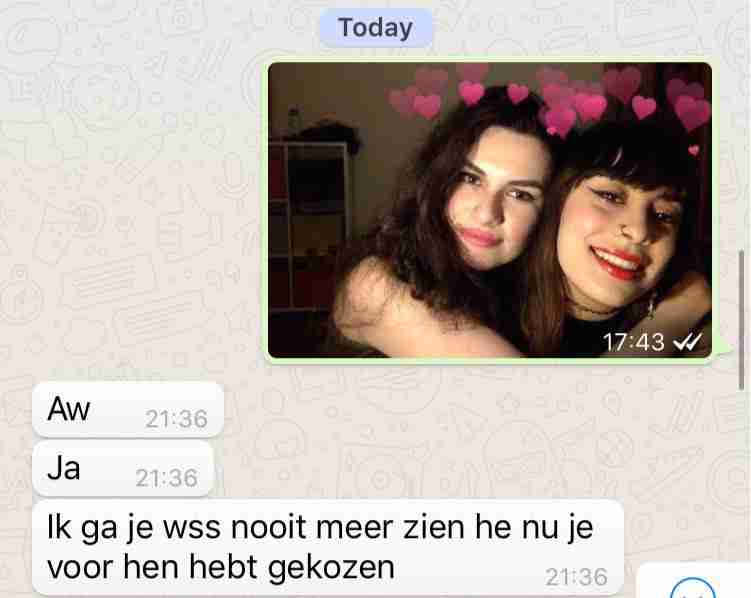 Today
17:43
Aw 21:36
Ja 21:36
Ik ga je wss nooit meer zien he nu je
voor hen hebt gekozen 21:36